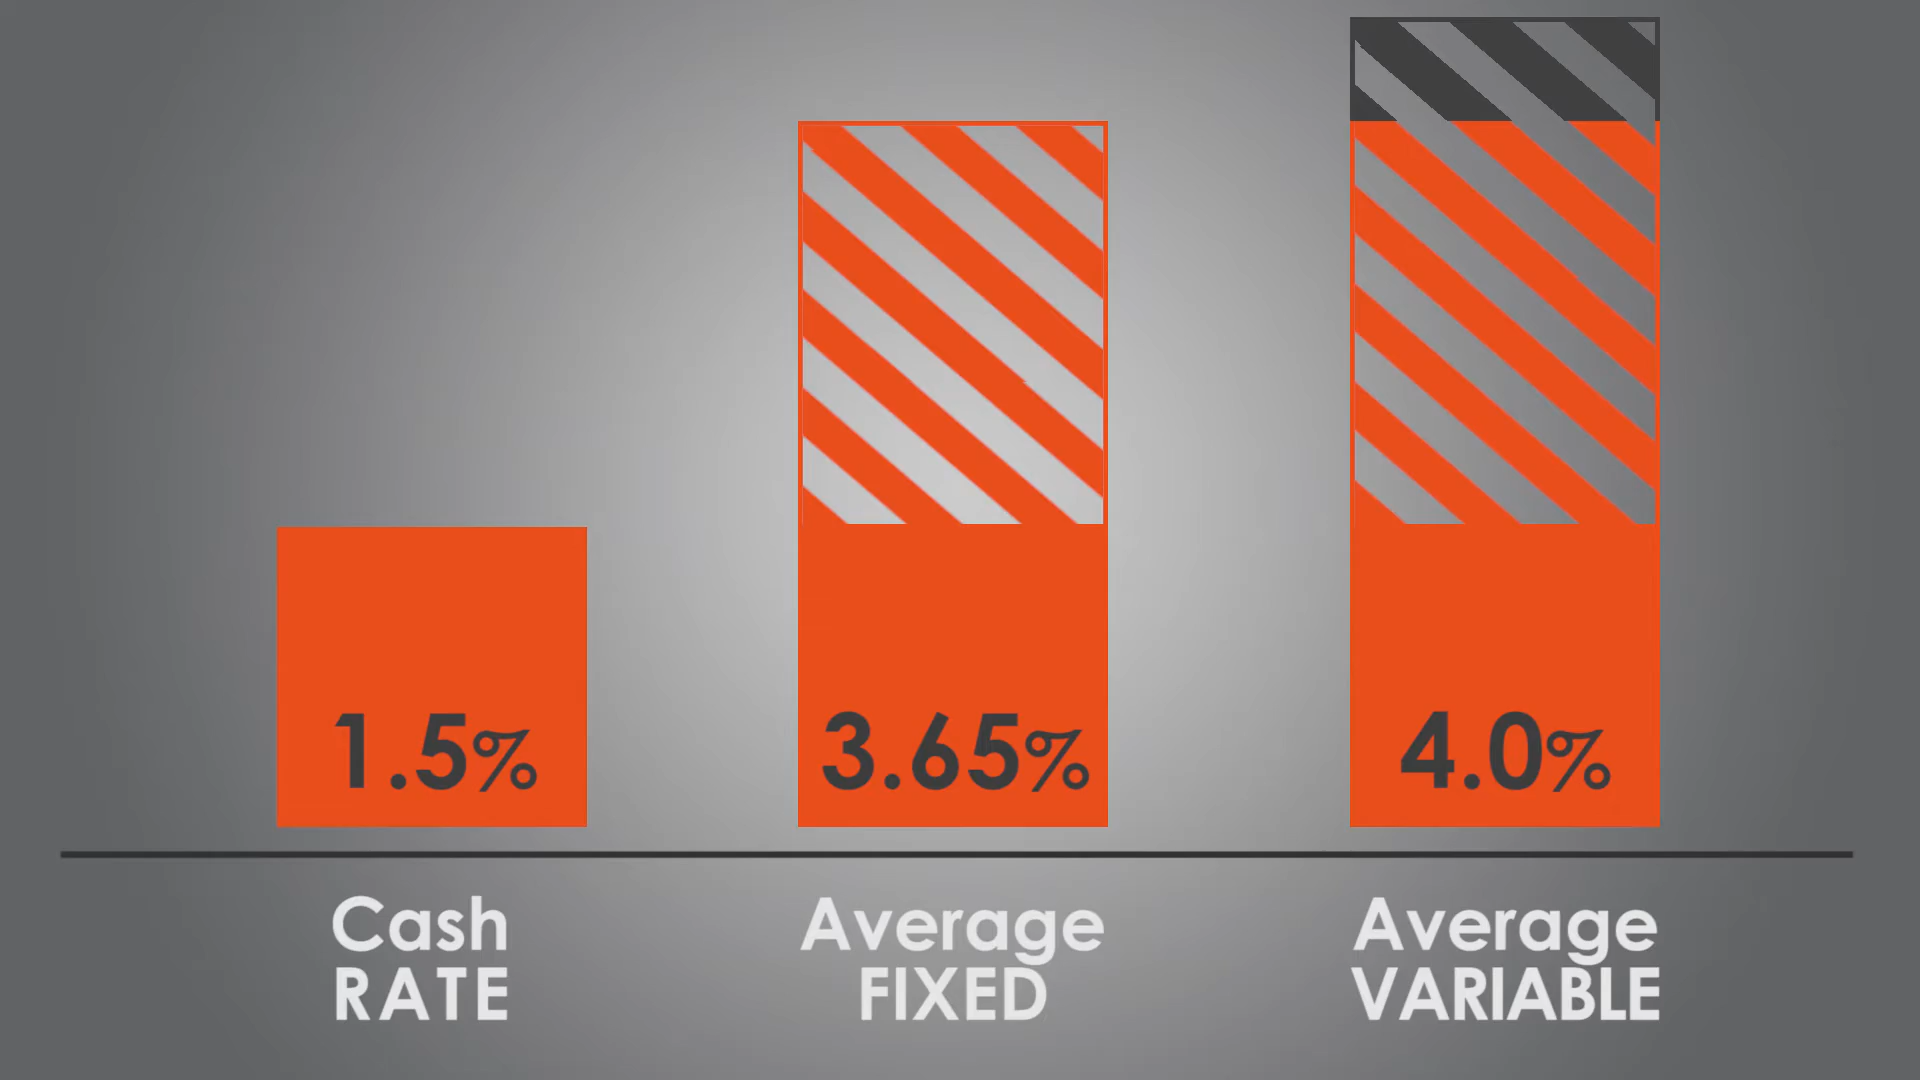 1.5%
3.65%
4.0%
Cash
RATE
Average
FIXED
Average
VARIABLE